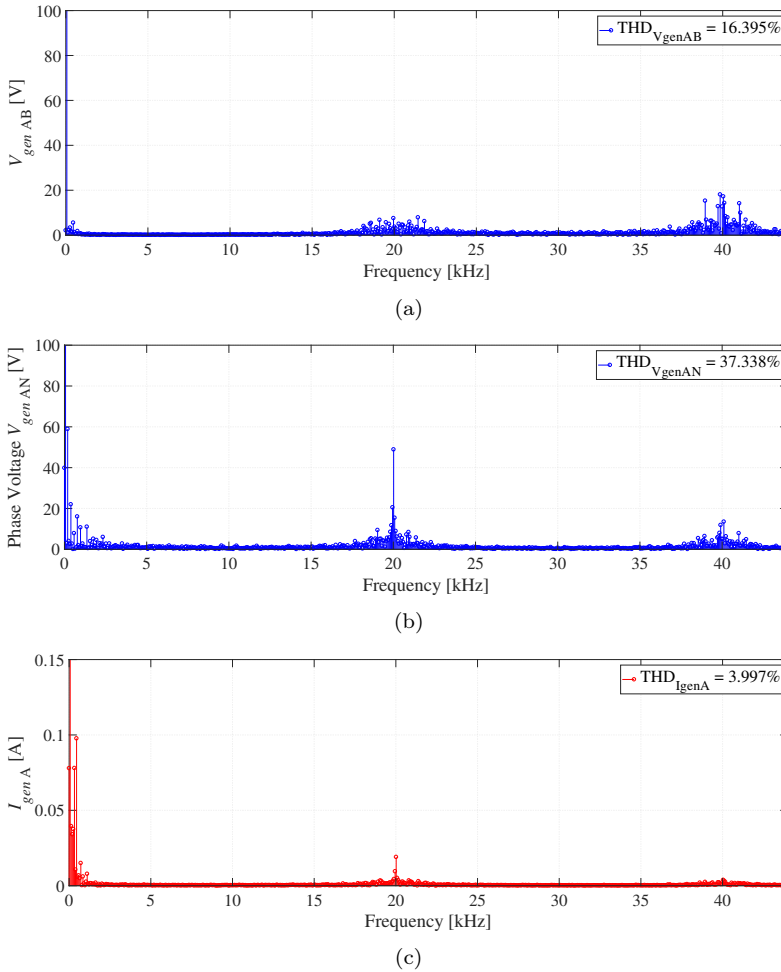 100
80
60
40
20
0
V_gen AB [V]
THD_VgenAB = 16.395%
0 5 10 15 20 25 30 35 40
Frequency [kHz]
(a)
100
80
60
40
20
0
Phase Voltage V_gen AN [V]
THD_VgenAN = 37.338%
0 5 10 15 20 25 30 35 40
Frequency [kHz]
(b)
0.15
0.1
0.05
0
I_gen A [A]
THD_IgenA = 3.997%
0 5 10 15 20 25 30 35 40
Frequency [kHz]
(c)